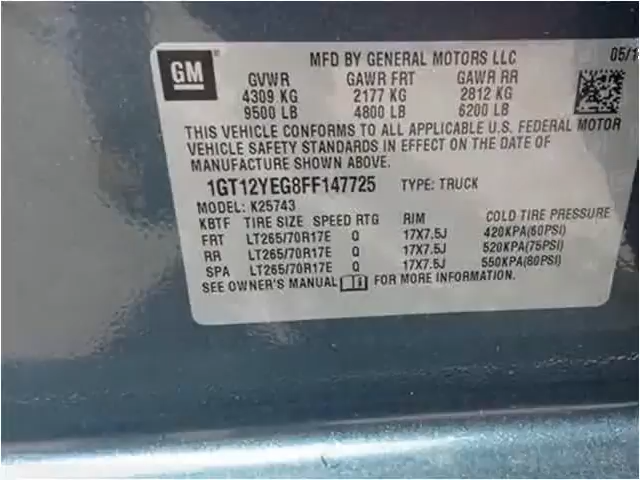 GM ® MFD BY GENERAL MOTORS LLC 05/1
GVWR GAWR FRT GAWR RR
4309 KG 2177 KG 2812 KG
9500 LB 4800 LB 6200 LB
THIS VEHICLE CONFORMS TO ALL APPLICABLE U.S. FEDERAL MOTOR
VEHICLE SAFETY STANDARDS IN EFFECT ON THE DATE OF
MANUFACTURE SHOWN ABOVE.
1GT12YEG8FF147725 TYPE: TRUCK
MODEL: K25743
KBTF TIRE SIZE SPEED RTG RIM COLD TIRE PRESSURE
FRT LT265/70R17E Q 17X7.5J 420KPA(60PSI)
RR LT265/70R17E Q 17X7.5J 520KPA(75PSI)
SPA LT265/70R17E Q 17X7.5J 550KPA(80PSI)
SEE OWNER'S MANUAL FOR MORE INFORMATION.